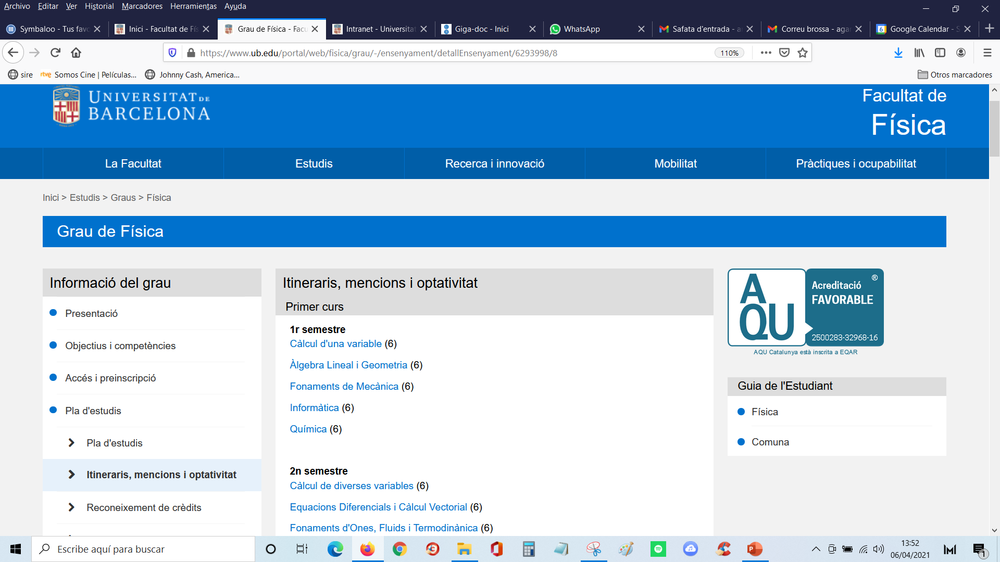 Archivo Editar Ver Historial Marcadores Herramientas Ayuda
Symbaloo - Tus favo
Inici - Facultat de Fís
Grau de Física - Facu
Intranet - Universitat
Giga-doc - Inici
WhatsApp
Safata d'entrada - a
Correu brossa - agar
Google Calendar - S
https://www.ub.edu/portal/web/fisica/grau/-/ensenyament/detallEnsenyament/6293998/8
110%
sire
rtve Somos Cine | Películas...
Johnny Cash, America...
Otros marcadores
UNIVERSITAT DE
BARCELONA
Facultat de
Física
La Facultat
Estudis
Recerca i innovació
Mobilitat
Pràctiques i ocupabilitat
Inici > Estudis > Graus > Física
Grau de Física
Informació del grau
Presentació
Objectius i competències
Accés i preinscripció
Pla d'estudis
Pla d'estudis
Itineraris, mencions i optativitat
Reconeixement de crèdits
Itineraris, mencions i optativitat
Primer curs
1r semestre
Càlcul d'una variable (6)
Àlgebra Lineal i Geometria (6)
Fonaments de Mecànica (6)
Informàtica (6)
Química (6)
2n semestre
Càlcul de diverses variables (6)
Equacions Diferencials i Càlcul Vectorial (6)
Fonaments d'Ones, Fluids i Termodinànica (6)
A
QU
®
Acreditació
FAVORABLE
2500283-32968-16
AQU Catalunya està inscrita a EQAR
Guia de l'Estudiant
Física
Comuna
Escribe aquí para buscar
13:52
06/04/2021
1